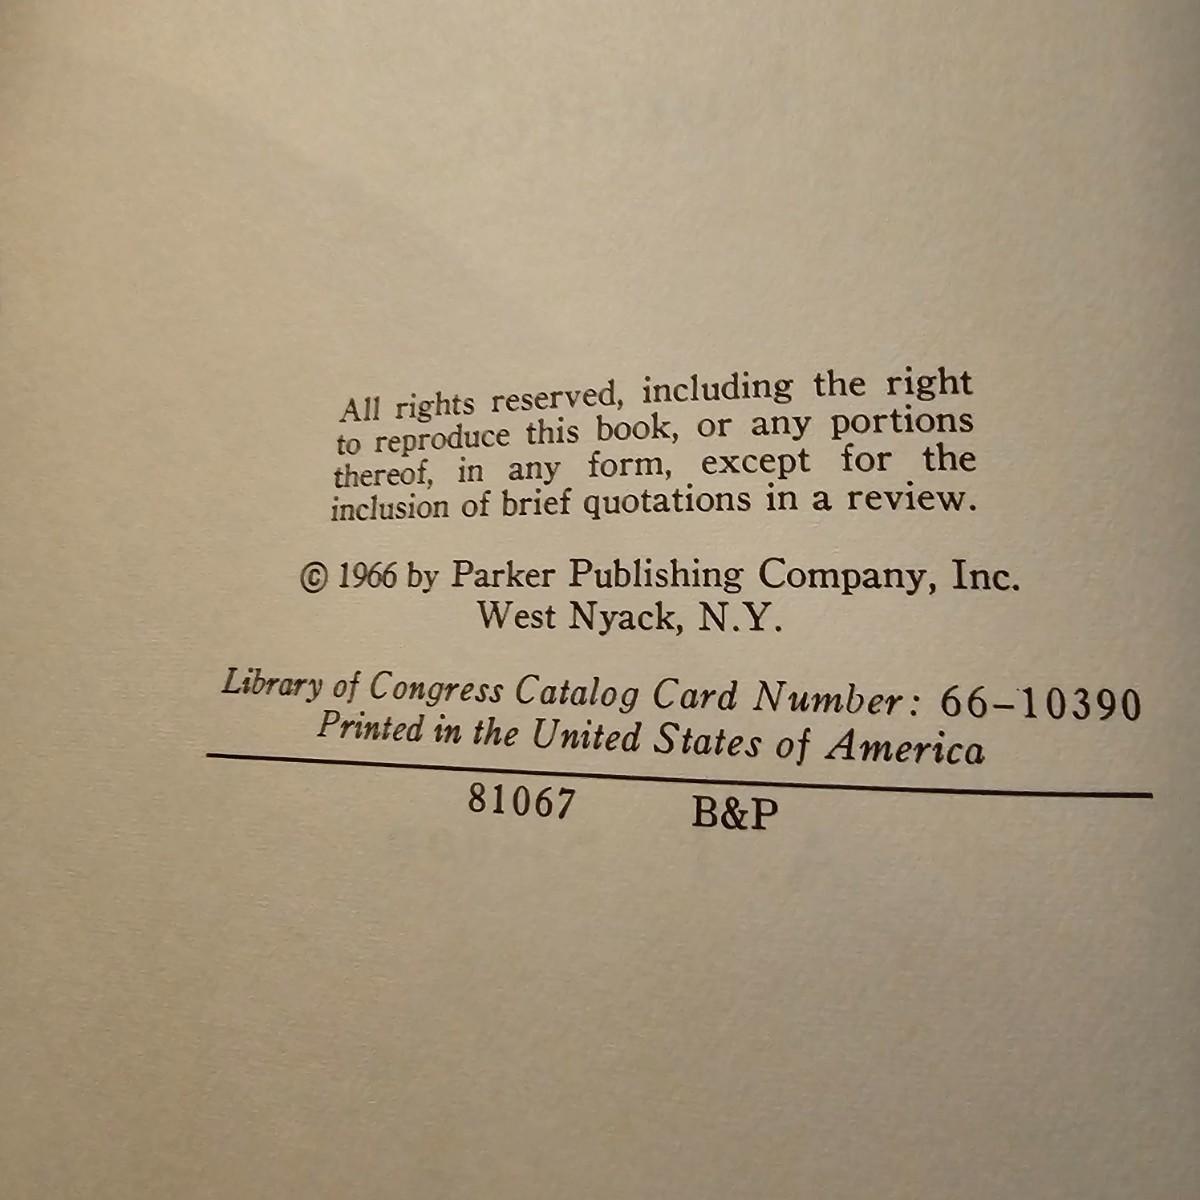 All rights reserved, including the right
to reproduce this book, or any portions
thereof, in any form, except for the
inclusion of brief quotations in a review.
© 1966 by Parker Publishing Company, Inc.
West Nyack, N.Y.
Library of Congress Catalog Card Number: 66-10390
Printed in the United States of America
81067 B&P